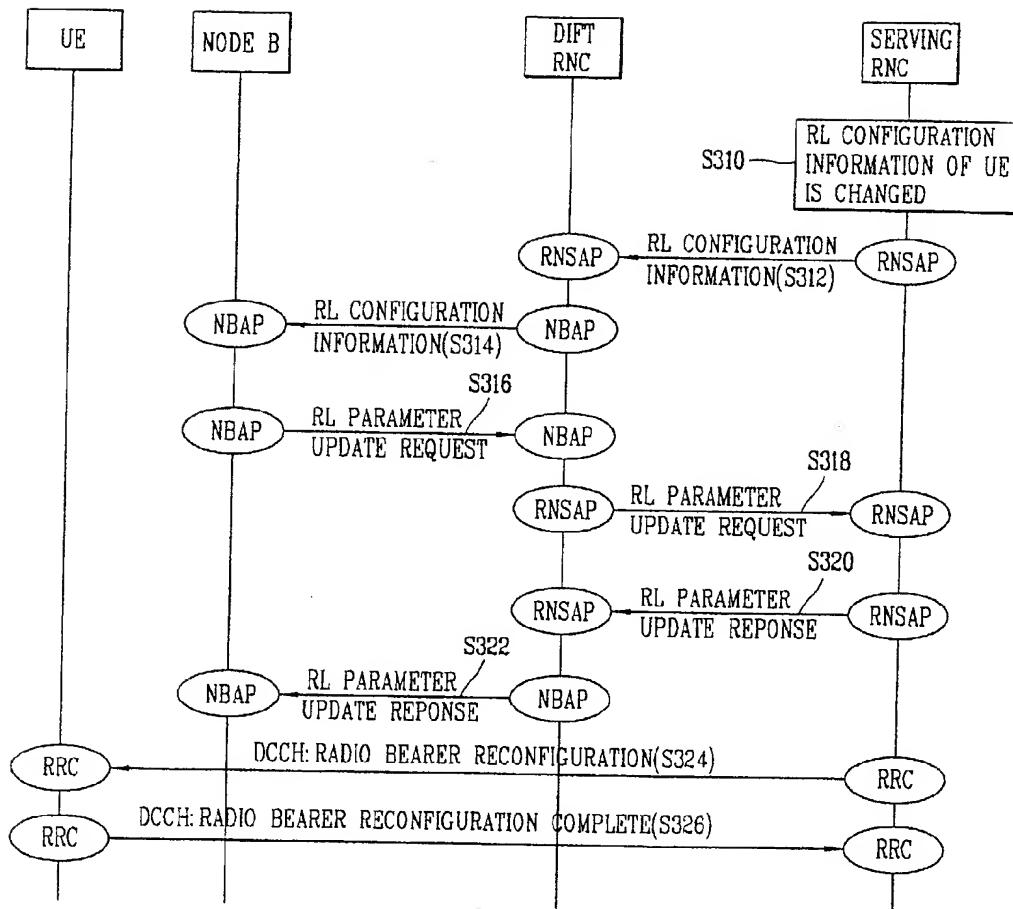 UE
NODE B
DIFT
RNC
SERVING
RNC
S310
RL CONFIGURATION
INFORMATION OF UE
IS CHANGED
RNSAP
RL CONFIGURATION
INFORMATION(S312)
RNSAP
NBAP
RL CONFIGURATION
INFORMATION(S314)
NBAP
S316
NBAP
RL PARAMETER
UPDATE REQUEST
NBAP
S318
RNSAP
RL PARAMETER
UPDATE REQUEST
RNSAP
S320
RNSAP
RL PARAMETER
UPDATE REPONSE
RNSAP
S322
NBAP
RL PARAMETER
UPDATE REPONSE
NBAP
RRC
DCCH:RADIO BEARER RECONFIGURATION(S324)
RRC
RRC
DCCH:RADIO BEARER RECONFIGURATION COMPLETE(S326)
RRC